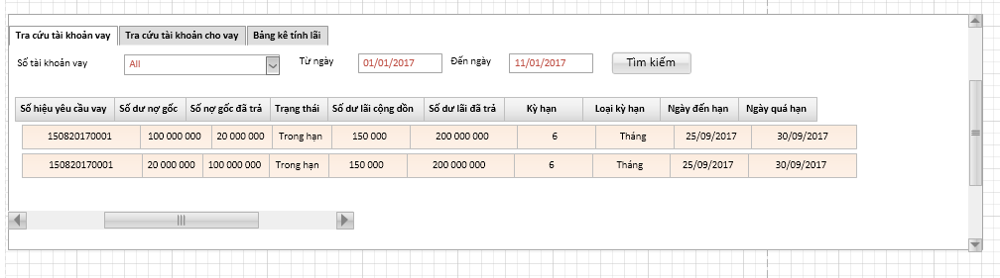 Tra cứu tài khoản vay Tra cứu tài khoản cho vay Bảng kê tính lãi
Số tài khoản vay All Từ ngày 01/01/2017 Đến ngày 11/01/2017 Tìm kiếm
Số hiệu yêu cầu vay Số dư nợ gốc Số nợ gốc đã trả Trạng thái Số dư lãi cộng dồn Số dư lãi đã trả Kỳ hạn Loại kỳ hạn Ngày đến hạn Ngày quá hạn
150820170001 100 000 000 20 000 000 Trong hạn 150 000 200 000 000 6 Tháng 25/09/2017 30/09/2017
150820170001 20 000 000 100 000 000 Trong hạn 150 000 200 000 000 6 Tháng 25/09/2017 30/09/2017